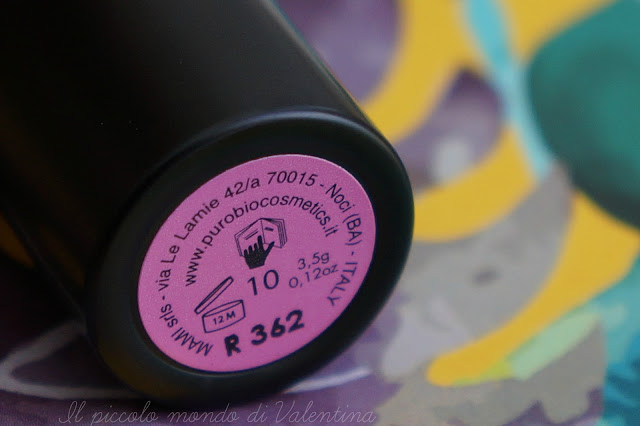 MAMI srls - via Le Lamie 42/a 70015 - Noci (BA) - ITALY
www.purobiocosmetics.it
10
3,5g
0,12oz
12 M
R 362
Il piccolo mondo di Valentina